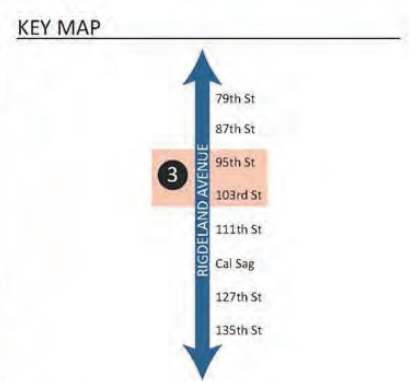 KEY MAP
79th St
87th St
95th St
3
103rd St
RIGDELAND AVENUE
111th St
Cal Sag
127th St
135th St